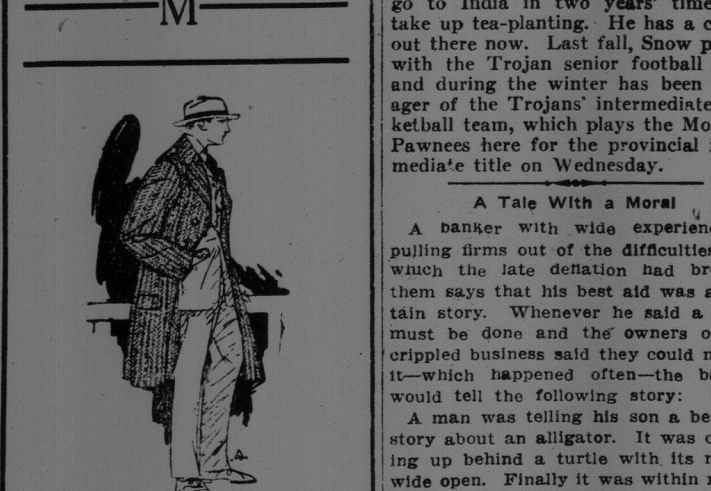 M
go to India in two years' time
take up tea-planting. He has a
out there now. Last fall, Snow
with the Trojan senior football
and during the winter has been
ager of the Trojans' intermediate
ketball team, which plays the
Pawnees here for the provincial
mediate title on Wednesday.
A Tale With a Moral
A banker with wide
pulling firms out of the difficulties
which the late deflation had
them says that his best aid was
tain story. Whenever he said a
must be done and the owners
crippled business said they could
it—which happened often—the
would tell the following story:
A man was telling his son a
story about an alligator. It was
ing up behind a turtle with its
wide open. Finally it was within